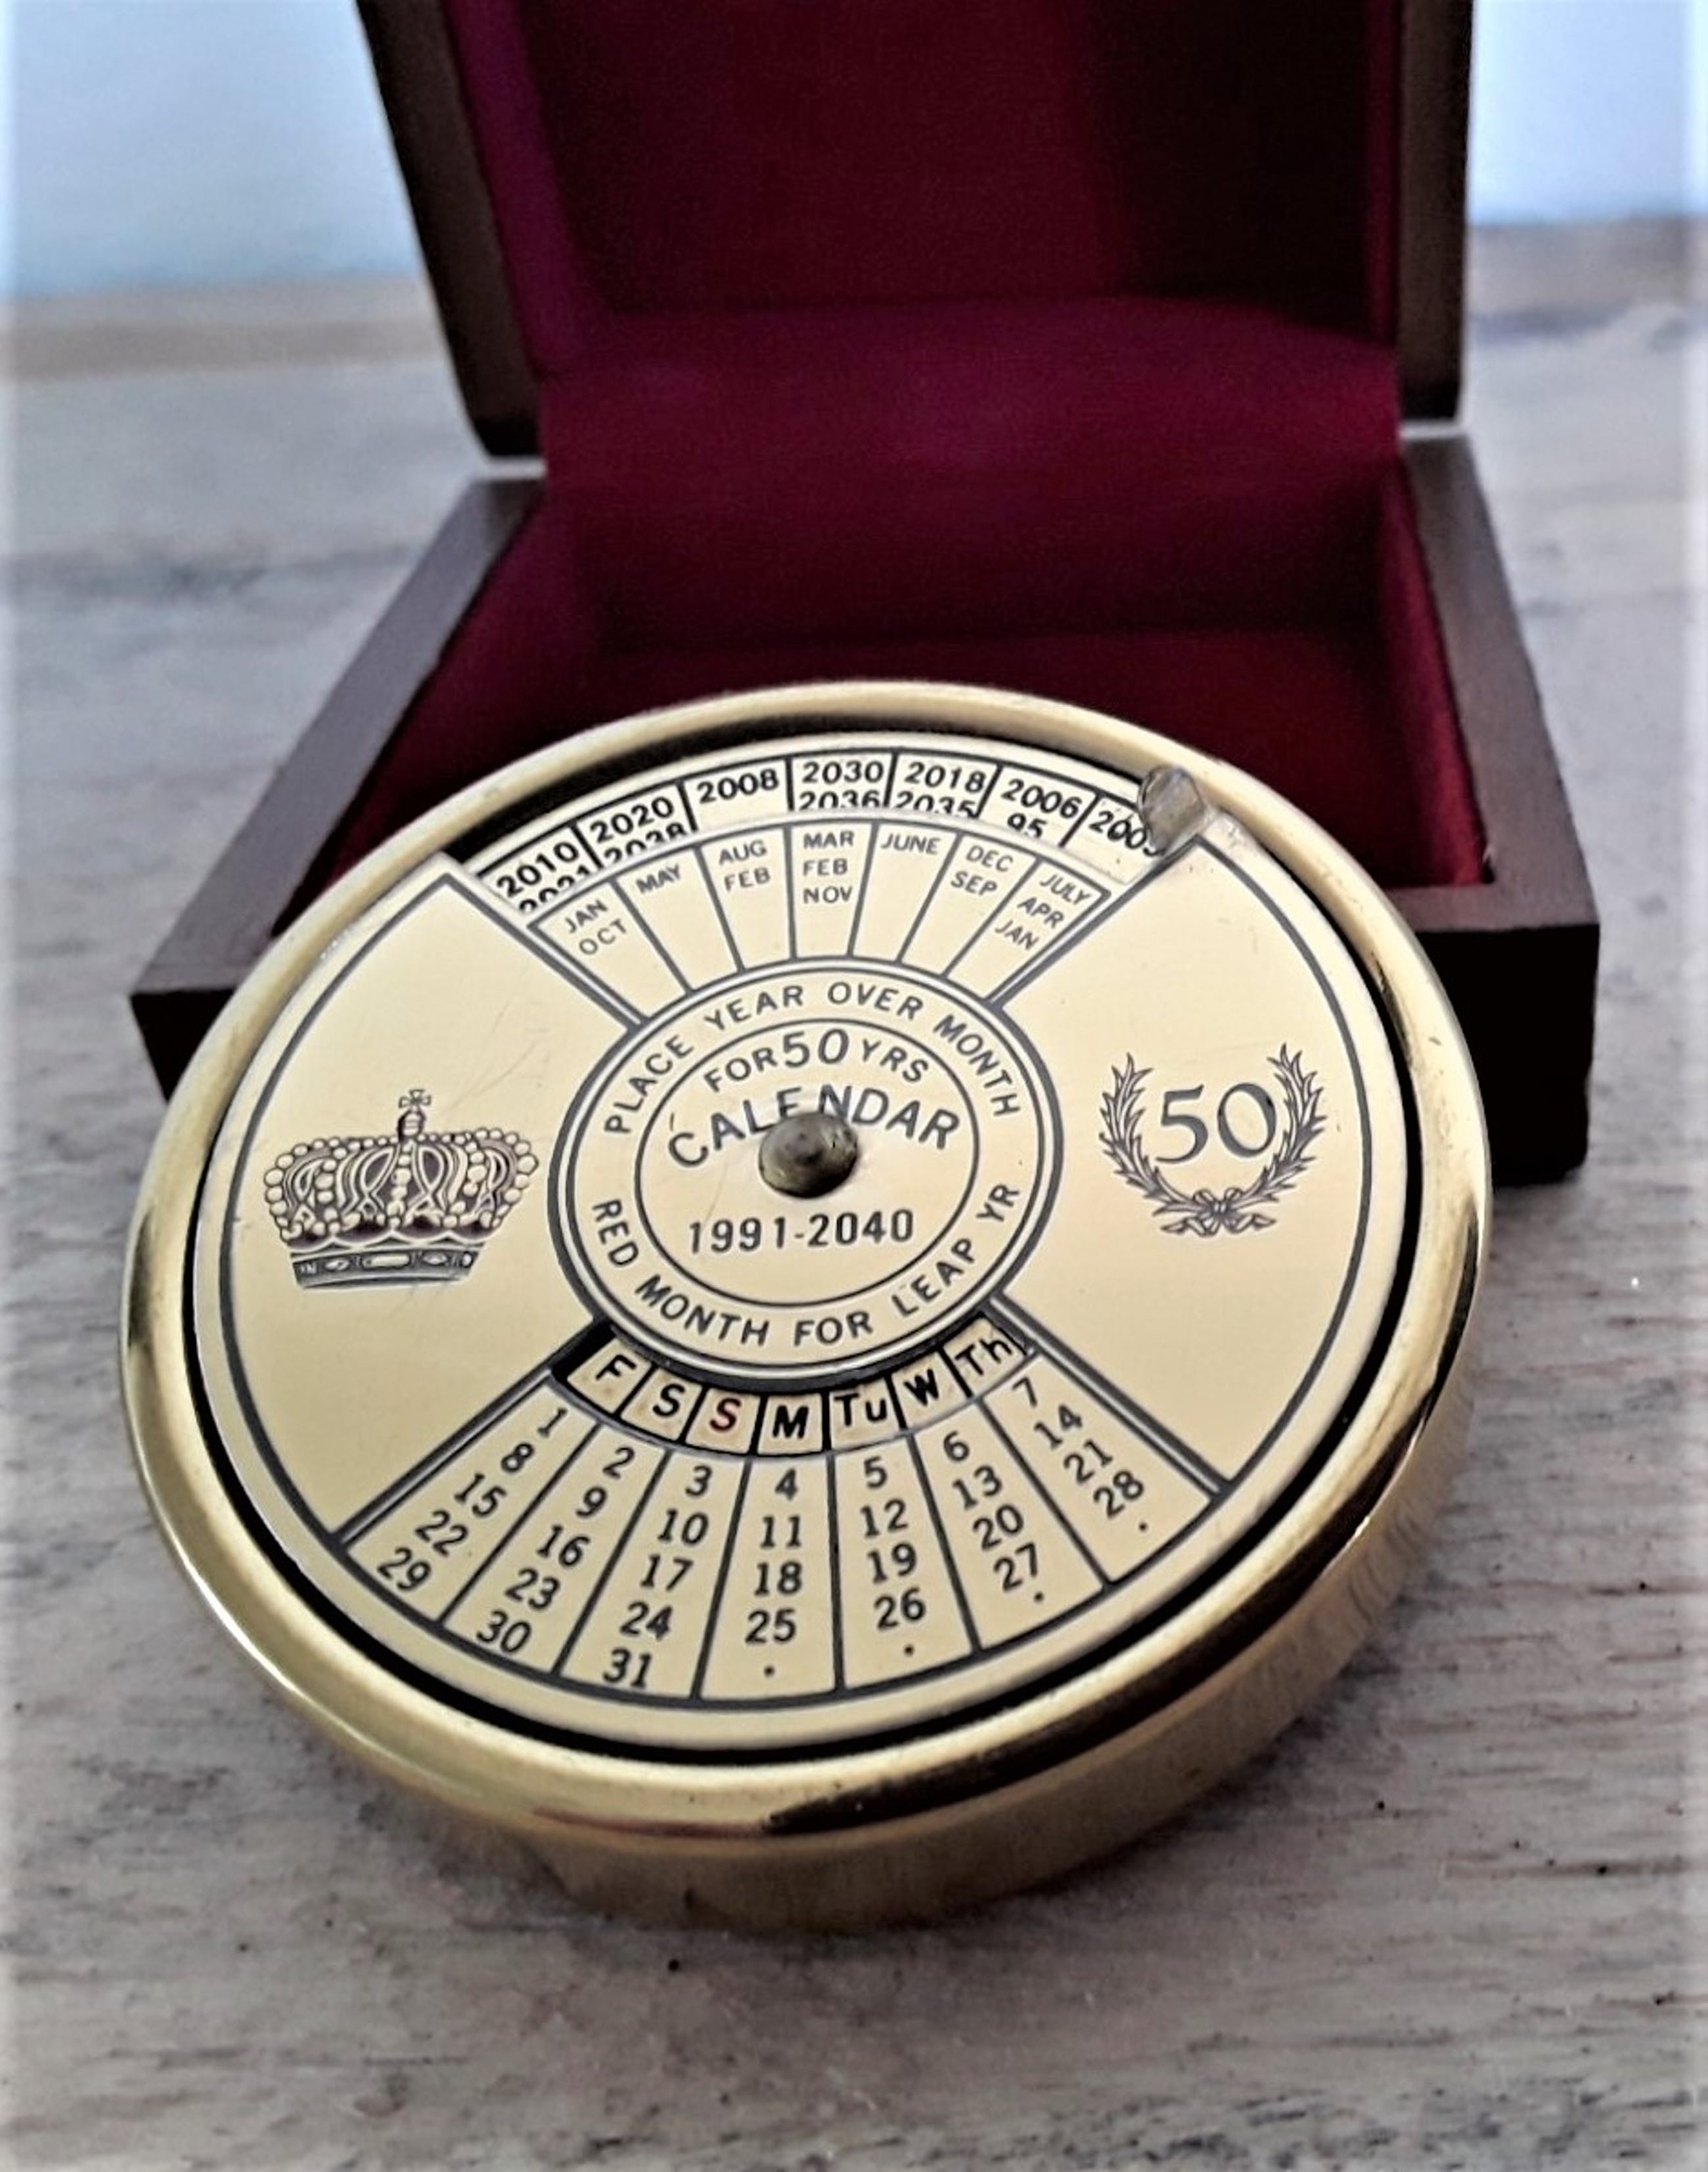 2010 2020 2008 2030 2018 2006
2021 2038 2036 2035 95
JAN MAY AUG MAR JUNE DEC JULY
OCT FEB FEB SEP APR
NOV JAN
PLACE YEAR OVER MONTH
FOR 50 YRS
CALENDAR
1991-2040
RED MONTH FOR LEAP YR
50
F S S M Tu W Th
1 2 3 4 5 6 7
8 9 10 11 12 13 14
15 16 17 18 19 20 21
22 23 24 25 26 27 28
29 30 31